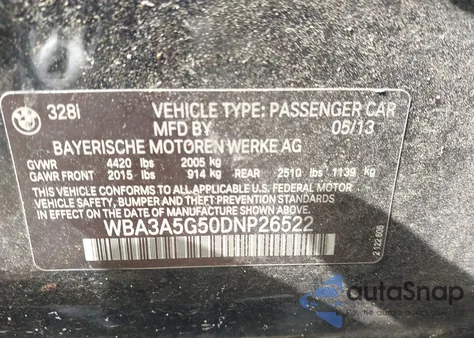 328I VEHICLE TYPE: PASSENGER CAR
MFD BY 05/13
BAYERISCHE MOTOREN WERKE AG
GVWR 4420 lbs 2005 kg
GAWR FRONT 2015 lbs 914 kg REAR 2510 lbs 1139 kg
THIS VEHICLE CONFORMS TO ALL APPLICABLE U.S. FEDERAL MOTOR
VEHICLE SAFETY, BUMPER AND THEFT PREVENTION STANDARDS
IN EFFECT ON THE DATE OF MANUFACTURE SHOWN ABOVE.
WBA3A5G50DNP26522
autoSnap